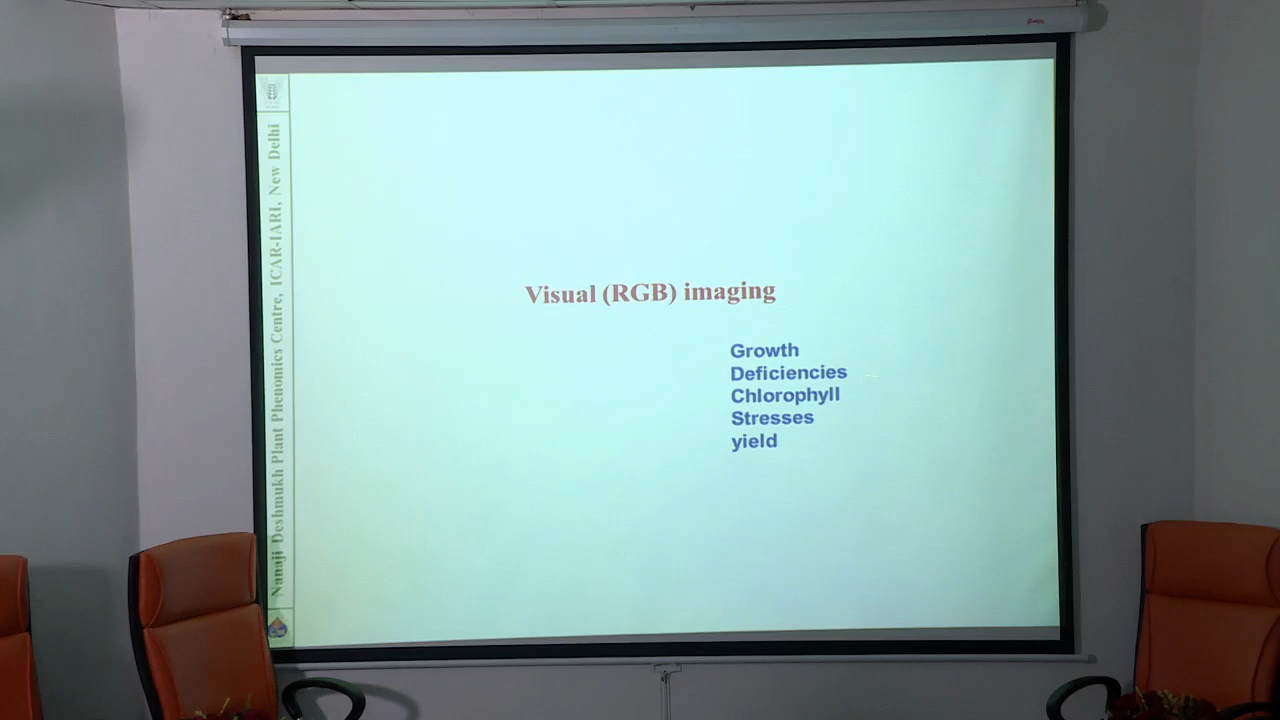 Nanaji Deshmukh Plant Phenomics Centre, ICAR-IARI, New Delhi
Visual (RGB) imaging
Growth
Deficiencies
Chlorophyll
Stresses
yield